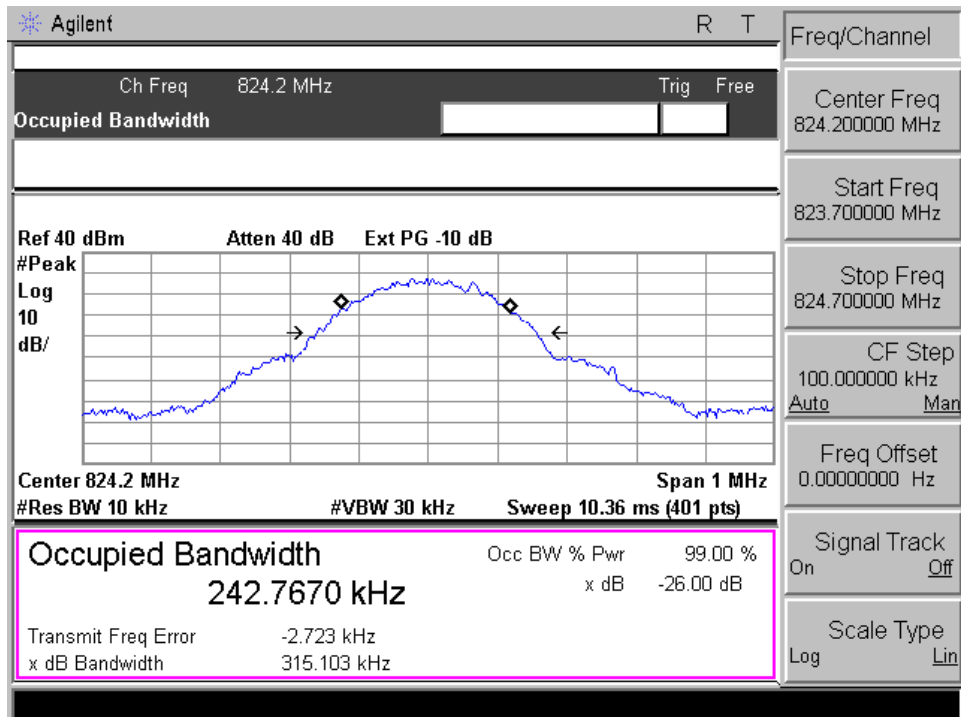 Agilent
R T
Ch Freq 824.2 MHz
Trig Free
Occupied Bandwidth
Ref 40 dBm Atten 40 dB Ext PG -10 dB
#Peak
Log
10
dB/
Center 824.2 MHz
Span 1 MHz
#Res BW 10 kHz
#VBW 30 kHz
Sweep 10.36 ms (401 pts)
Occupied Bandwidth
242.7670 kHz
Occ BW % Pwr 99.00 %
x dB -26.00 dB
Transmit Freq Error -2.723 kHz
x dB Bandwidth 315.103 kHz
Freq/Channel
Center Freq
824.200000 MHz
Start Freq
823.700000 MHz
Stop Freq
824.700000 MHz
CF Step
100.000000 kHz
Auto Man
Freq Offset
0.00000000 Hz
Signal Track
On Off
Scale Type
Log Lin